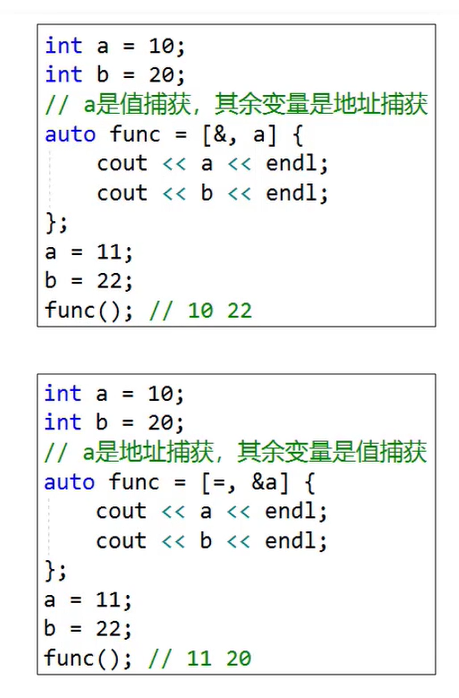 int a = 10;
int b = 20;
// a是值捕获，其余变量是地址捕获
auto func = [&, a] {
    cout << a << endl;
    cout << b << endl;
};
a = 11;
b = 22;
func(); // 10 22
int a = 10;
int b = 20;
// a是地址捕获，其余变量是值捕获
auto func = [=, &a] {
    cout << a << endl;
    cout << b << endl;
};
a = 11;
b = 22;
func(); // 11 20